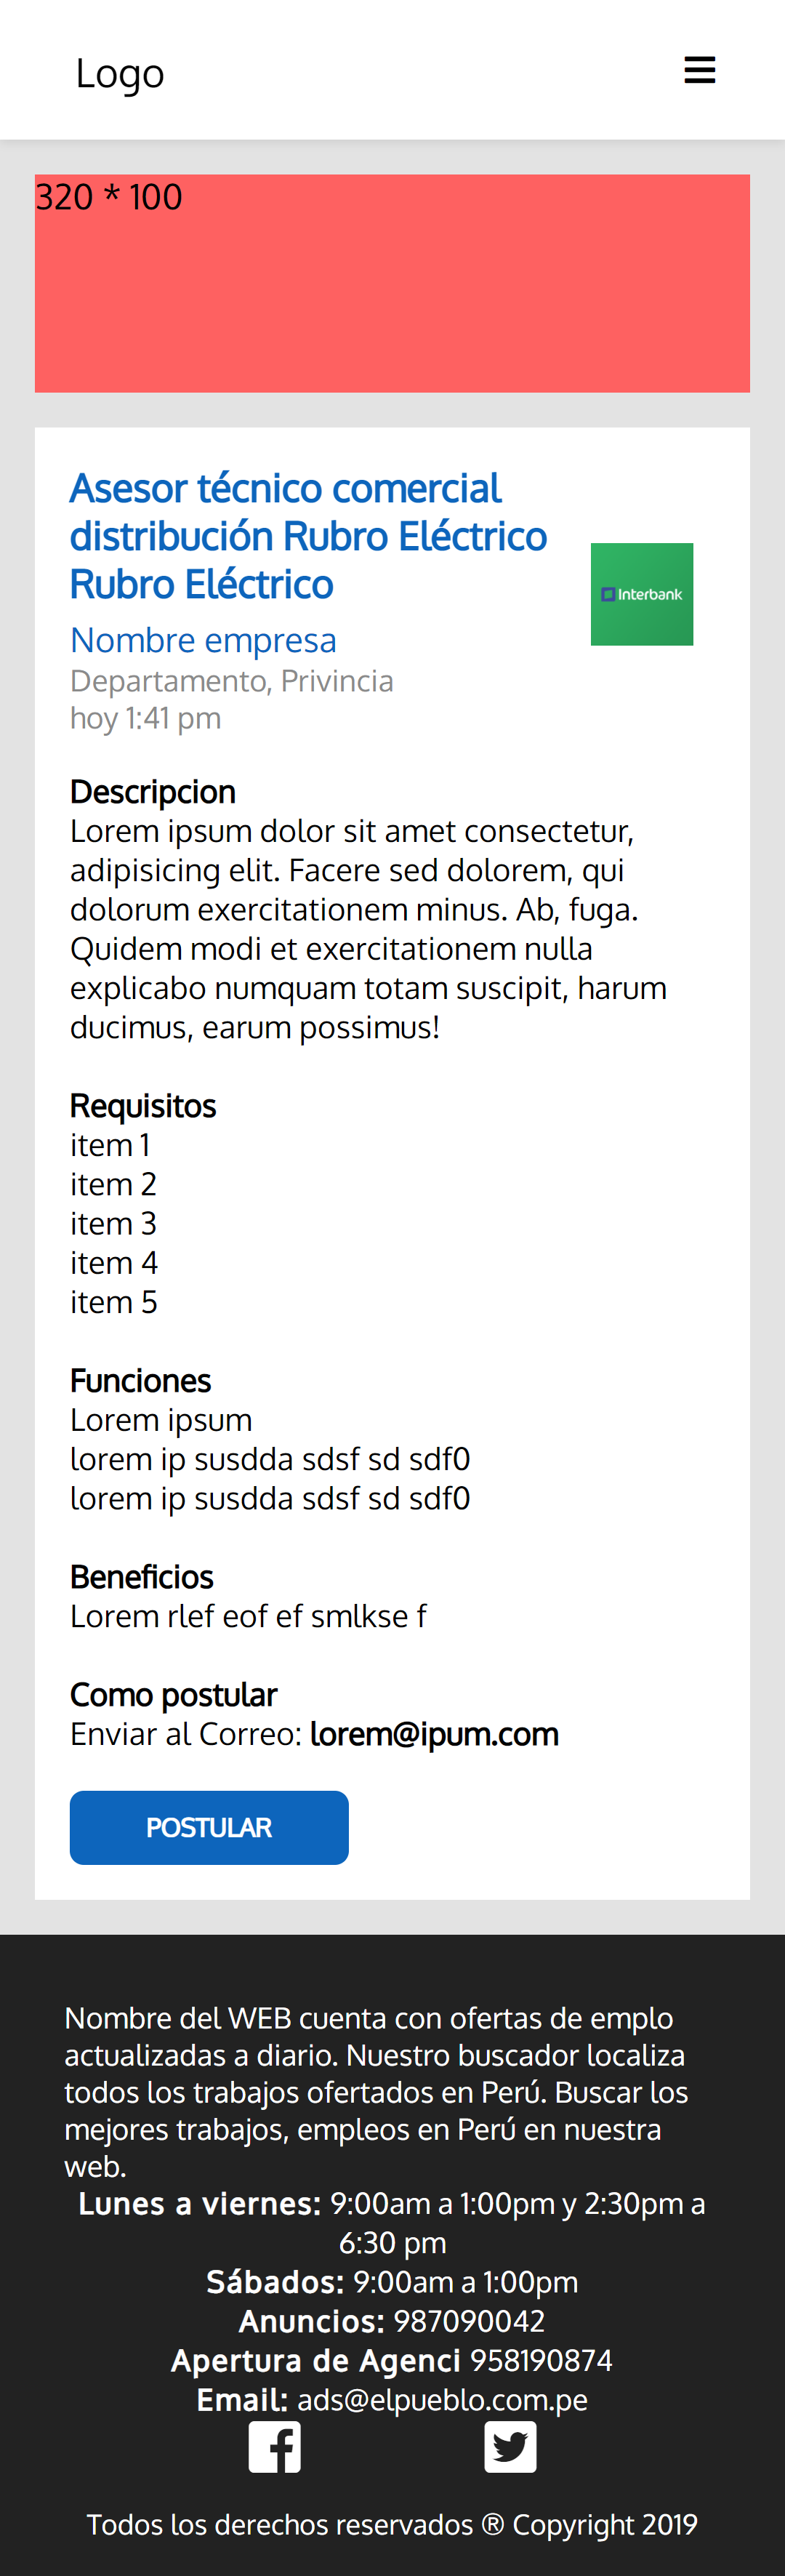 Logo
320 * 100
Asesor técnico comercial
distribución Rubro Eléctrico
Rubro Eléctrico
Interbank
Nombre empresa
Departamento, Privincia
hoy 1:41 pm
Descripcion
Lorem ipsum dolor sit amet consectetur,
adipisicing elit. Facere sed dolorem, qui
dolorum exercitationem minus. Ab, fuga.
Quidem modi et exercitationem nulla
explicabo numquam totam suscipit, harum
ducimus, earum possimus!
Requisitos
item 1
item 2
item 3
item 4
item 5
Funciones
Lorem ipsum
lorem ip susdda sdsf sd sdf0
lorem ip susdda sdsf sd sdf0
Beneficios
Lorem rlef eof ef smlkse f
Como postular
Enviar al Correo: lorem@ipum.com
POSTULAR
Nombre del WEB cuenta con ofertas de emplo
actualizadas a diario. Nuestro buscador localiza
todos los trabajos ofertados en Perú. Buscar los
mejores trabajos, empleos en Perú en nuestra
web.
Lunes a viernes: 9:00am a 1:00pm y 2:30pm a
6:30 pm
Sábados: 9:00am a 1:00pm
Anuncios: 987090042
Apertura de Agenci 958190874
Email: ads@elpueblo.com.pe
Todos los derechos reservados ® Copyright 2019